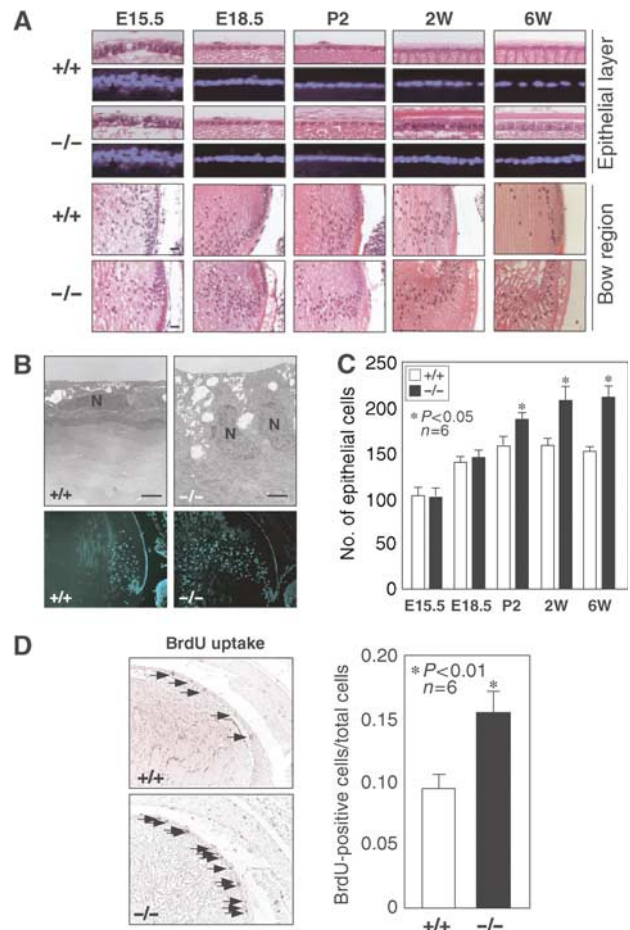 A
E15.5 E18.5 P2 2W 6W
+/+
−/−
Epithelial layer
+/+
−/−
Bow region
B
N
+/+
N
N
−/−
+/+
−/−
C
No. of epithelial cells
250
200
150
100
50
0
+/+
−/−
* P<0.05
n=6
* * *
E15.5 E18.5 P2 2W 6W
D
BrdU uptake
+/+
−/−
BrdU-positive cells/total cells
0.20
0.15
0.10
0.05
0
* P<0.01
n=6
*
+/+ −/−